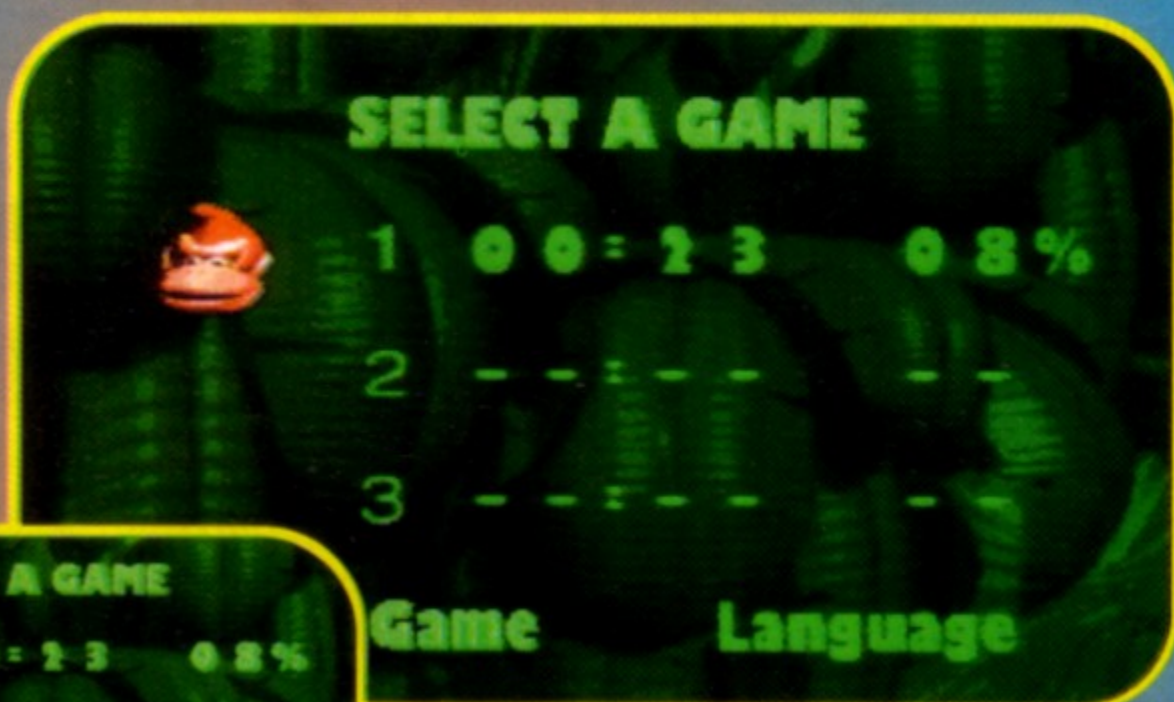 SELECT A GAME
1 00:23 08%
2 --:-- --
3 --:-- --
Game Language
A GAME
:23 08%